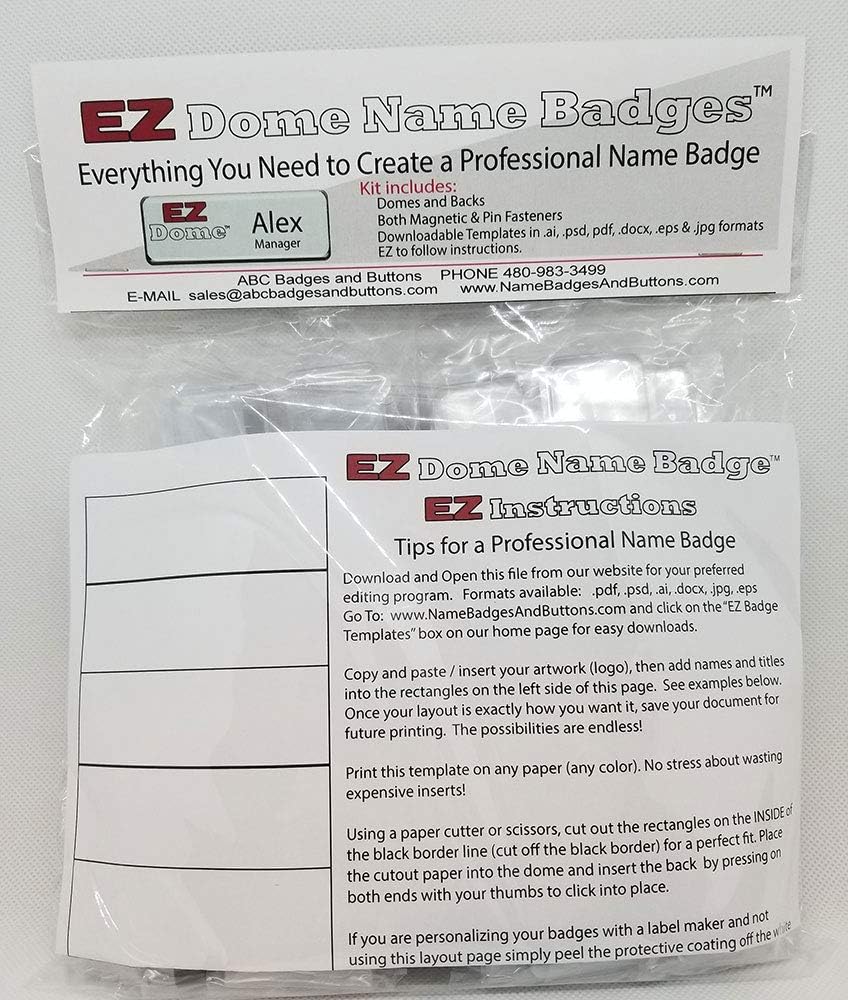 EZ Dome Name Badges™
Everything You Need to Create a Professional Name Badge
Kit includes:
Domes and Backs
Both Magnetic & Pin Fasteners
Downloadable Templates in .ai, .psd, pdf, .docx, .eps & .jpg formats
EZ to follow instructions.
EZ
Dome™
Alex
Manager
ABC Badges and Buttons PHONE 480-983-3499
E-MAIL sales@abcbadgesandbuttons.com www.NameBadgesAndButtons.com
EZ Dome Name Badge™
EZ Instructions
Tips for a Professional Name Badge
Download and Open this file from our website for your preferred
editing program. Formats available: .pdf, .psd, .ai, .docx, .jpg, .eps
Go To: www.NameBadgesAndButtons.com and click on the "EZ Badge
Templates" box on our home page for easy downloads.
Copy and paste / insert your artwork (logo), then add names and titles
into the rectangles on the left side of this page. See examples below.
Once your layout is exactly how you want it, save your document for
future printing. The possibilities are endless!
Print this template on any paper (any color). No stress about wasting
expensive inserts!
Using a paper cutter or scissors, cut out the rectangles on the INSIDE of
the black border line (cut off the black border) for a perfect fit. Place
the cutout paper into the dome and insert the back by pressing on
both ends with your thumbs to click into place.
If you are personalizing your badges with a label maker and not
using this layout page simply peel the protective coating off the white